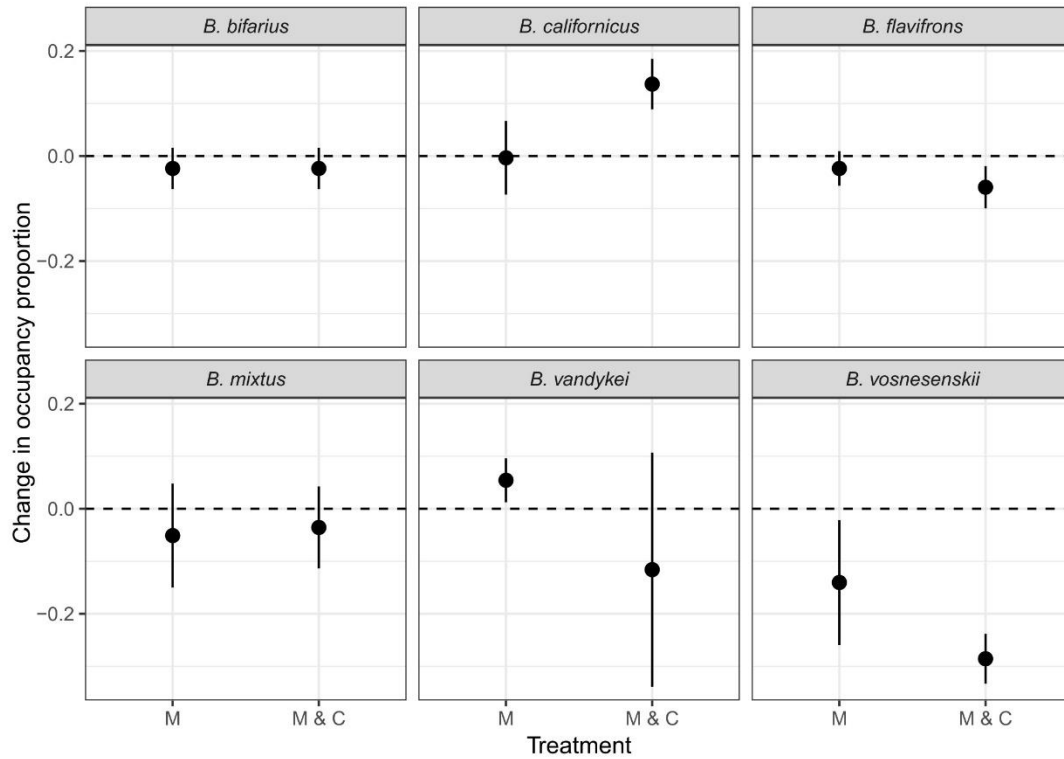 B. bifarius B. californicus B. flavifrons
0.2
0.0
−0.2
B. mixtus B. vandykei B. vosnesenskii
0.2
0.0
−0.2
Change in occupancy proportion
M M & C M M & C M M & C
Treatment